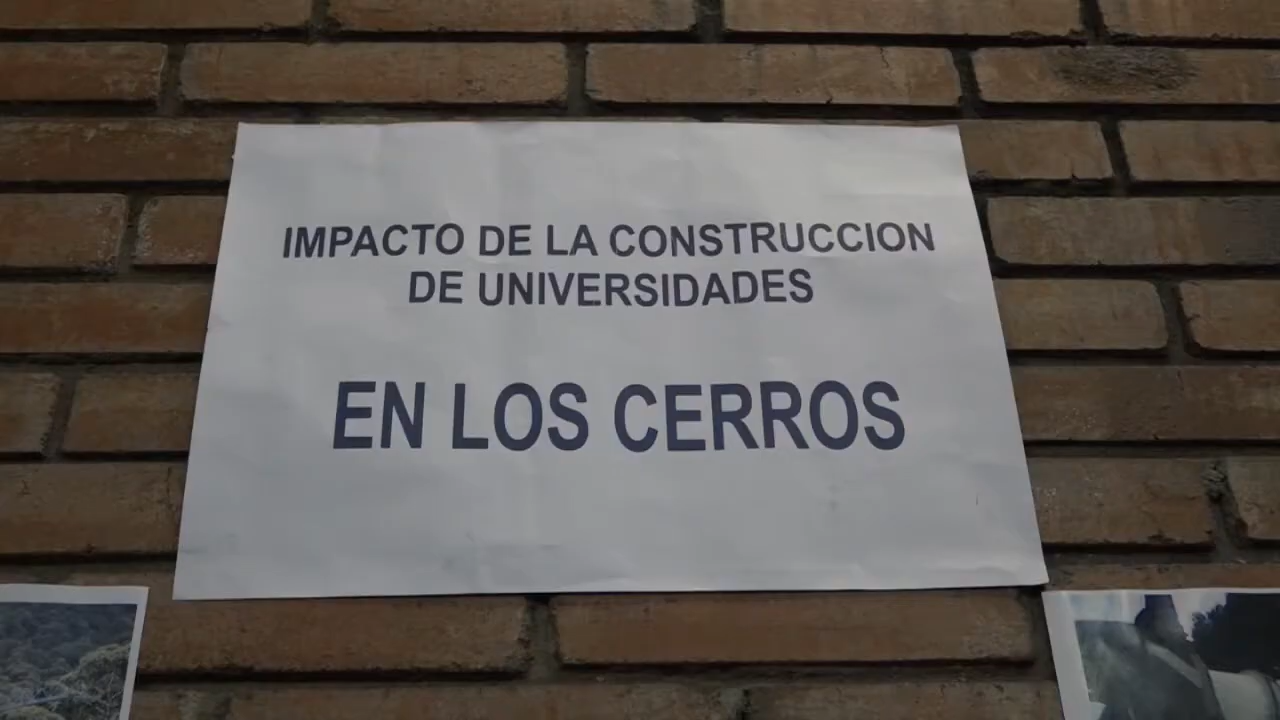 IMPACTO DE LA CONSTRUCCION
DE UNIVERSIDADES
EN LOS CERROS